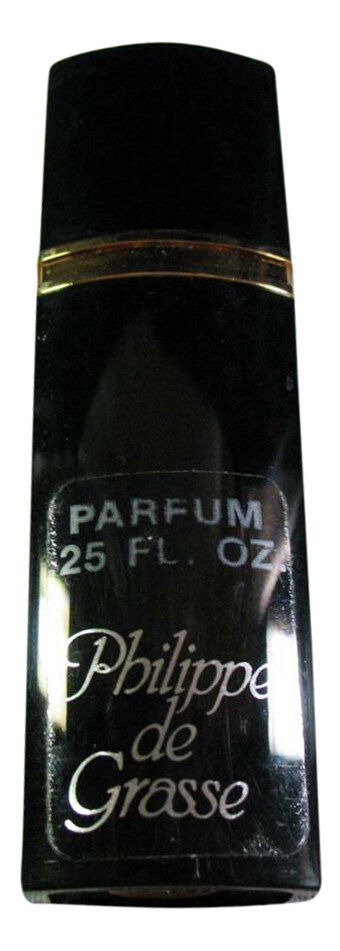 PARFUM
.25 FL. OZ.
Philippe
de
Grasse